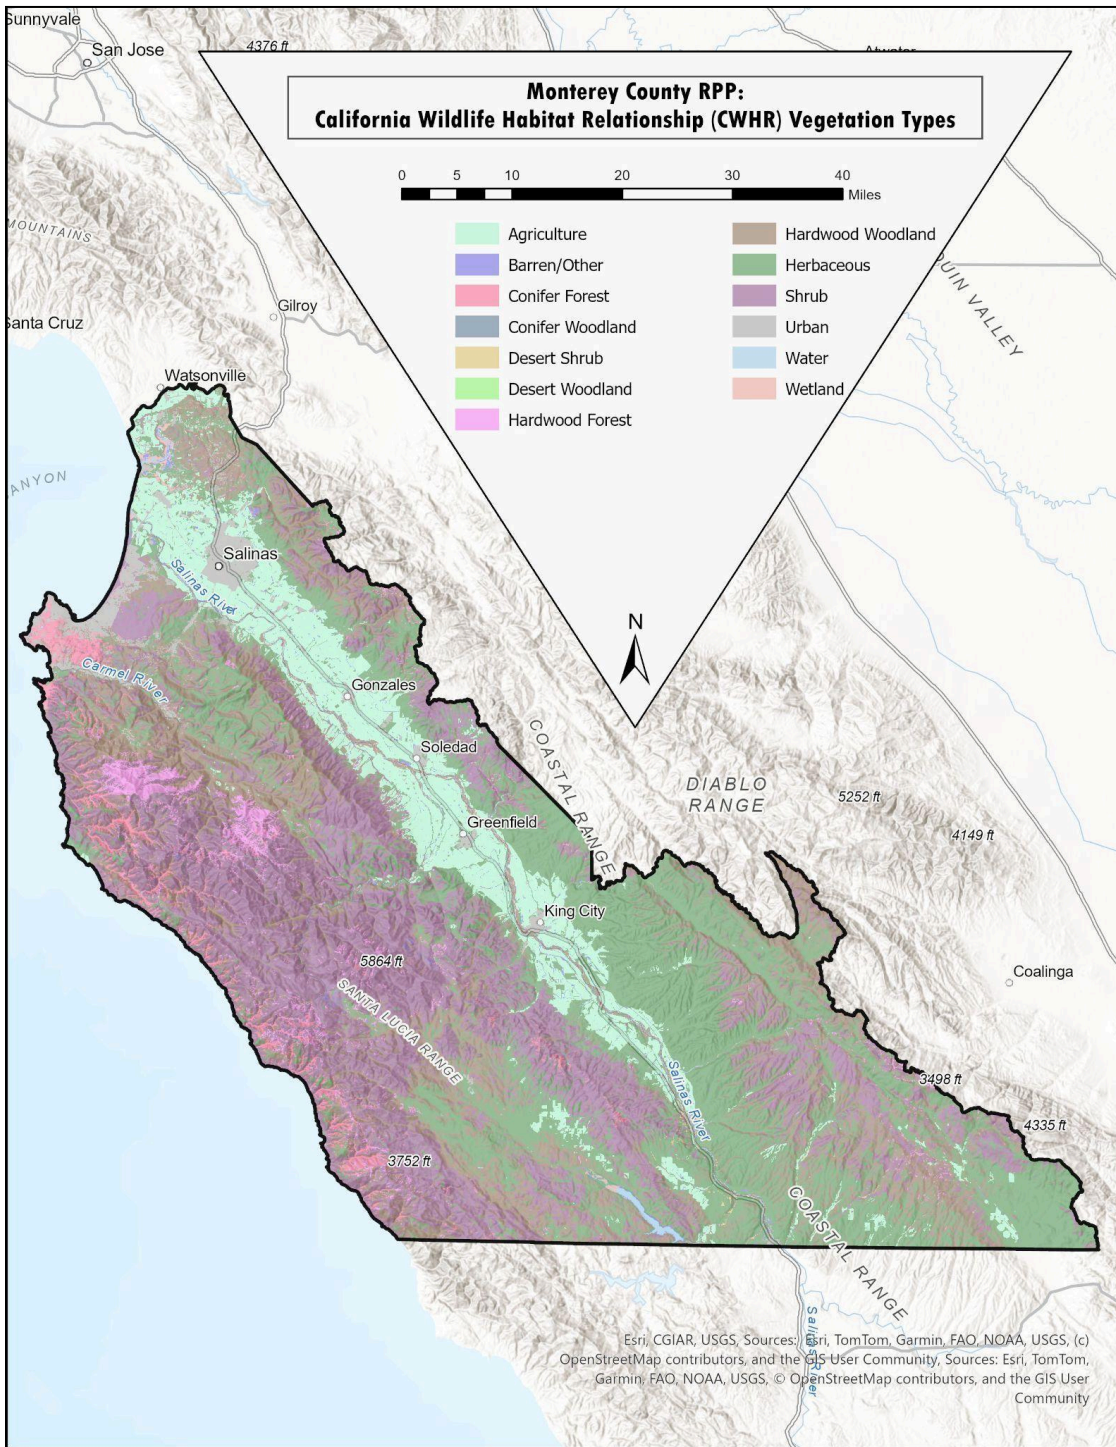 Sunnyvale
San Jose
4376 ft
Monterey County RPP:
California Wildlife Habitat Relationship (CWHR) Vegetation Types
0 5 10 20 30 40
Miles
Agriculture
Barren/Other
Conifer Forest
Conifer Woodland
Desert Shrub
Desert Woodland
Hardwood Forest
Hardwood Woodland
Herbaceous
Shrub
Urban
Water
Wetland
MOUNTAINS
QUIN VALLEY
Gilroy
Santa Cruz
Watsonville
ANYON
Salinas
Salinas River
N
Carmel River
Gonzales
Soledad
COASTAL RANGE
DIABLO
RANGE
5252 ft
4149 ft
Greenfield
King City
5864 ft
Coalinga
SANTA LUCIA RANGE
Salinas River
3498 ft
4335 ft
3752 ft
COASTAL RANGE
Salinas River
Esri, CGIAR, USGS, Sources: Esri, TomTom, Garmin, FAO, NOAA, USGS, (c)
OpenStreetMap contributors, and the GIS User Community, Sources: Esri, TomTom,
Garmin, FAO, NOAA, USGS, © OpenStreetMap contributors, and the GIS User
Community